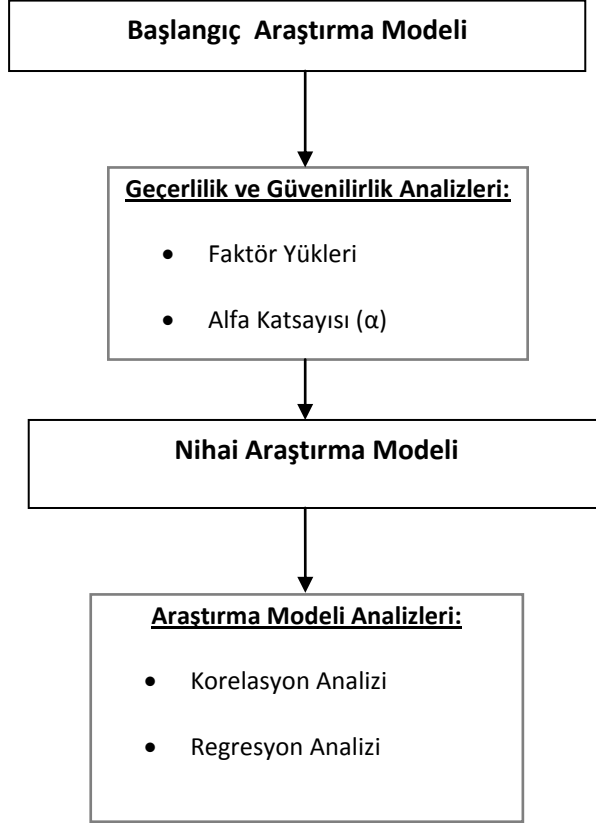 Başlangıç Araştırma Modeli
Geçerlilik ve Güvenilirlik Analizleri:
• Faktör Yükleri
• Alfa Katsayısı (α)
Nihai Araştırma Modeli
Araştırma Modeli Analizleri:
• Korelasyon Analizi
• Regresyon Analizi